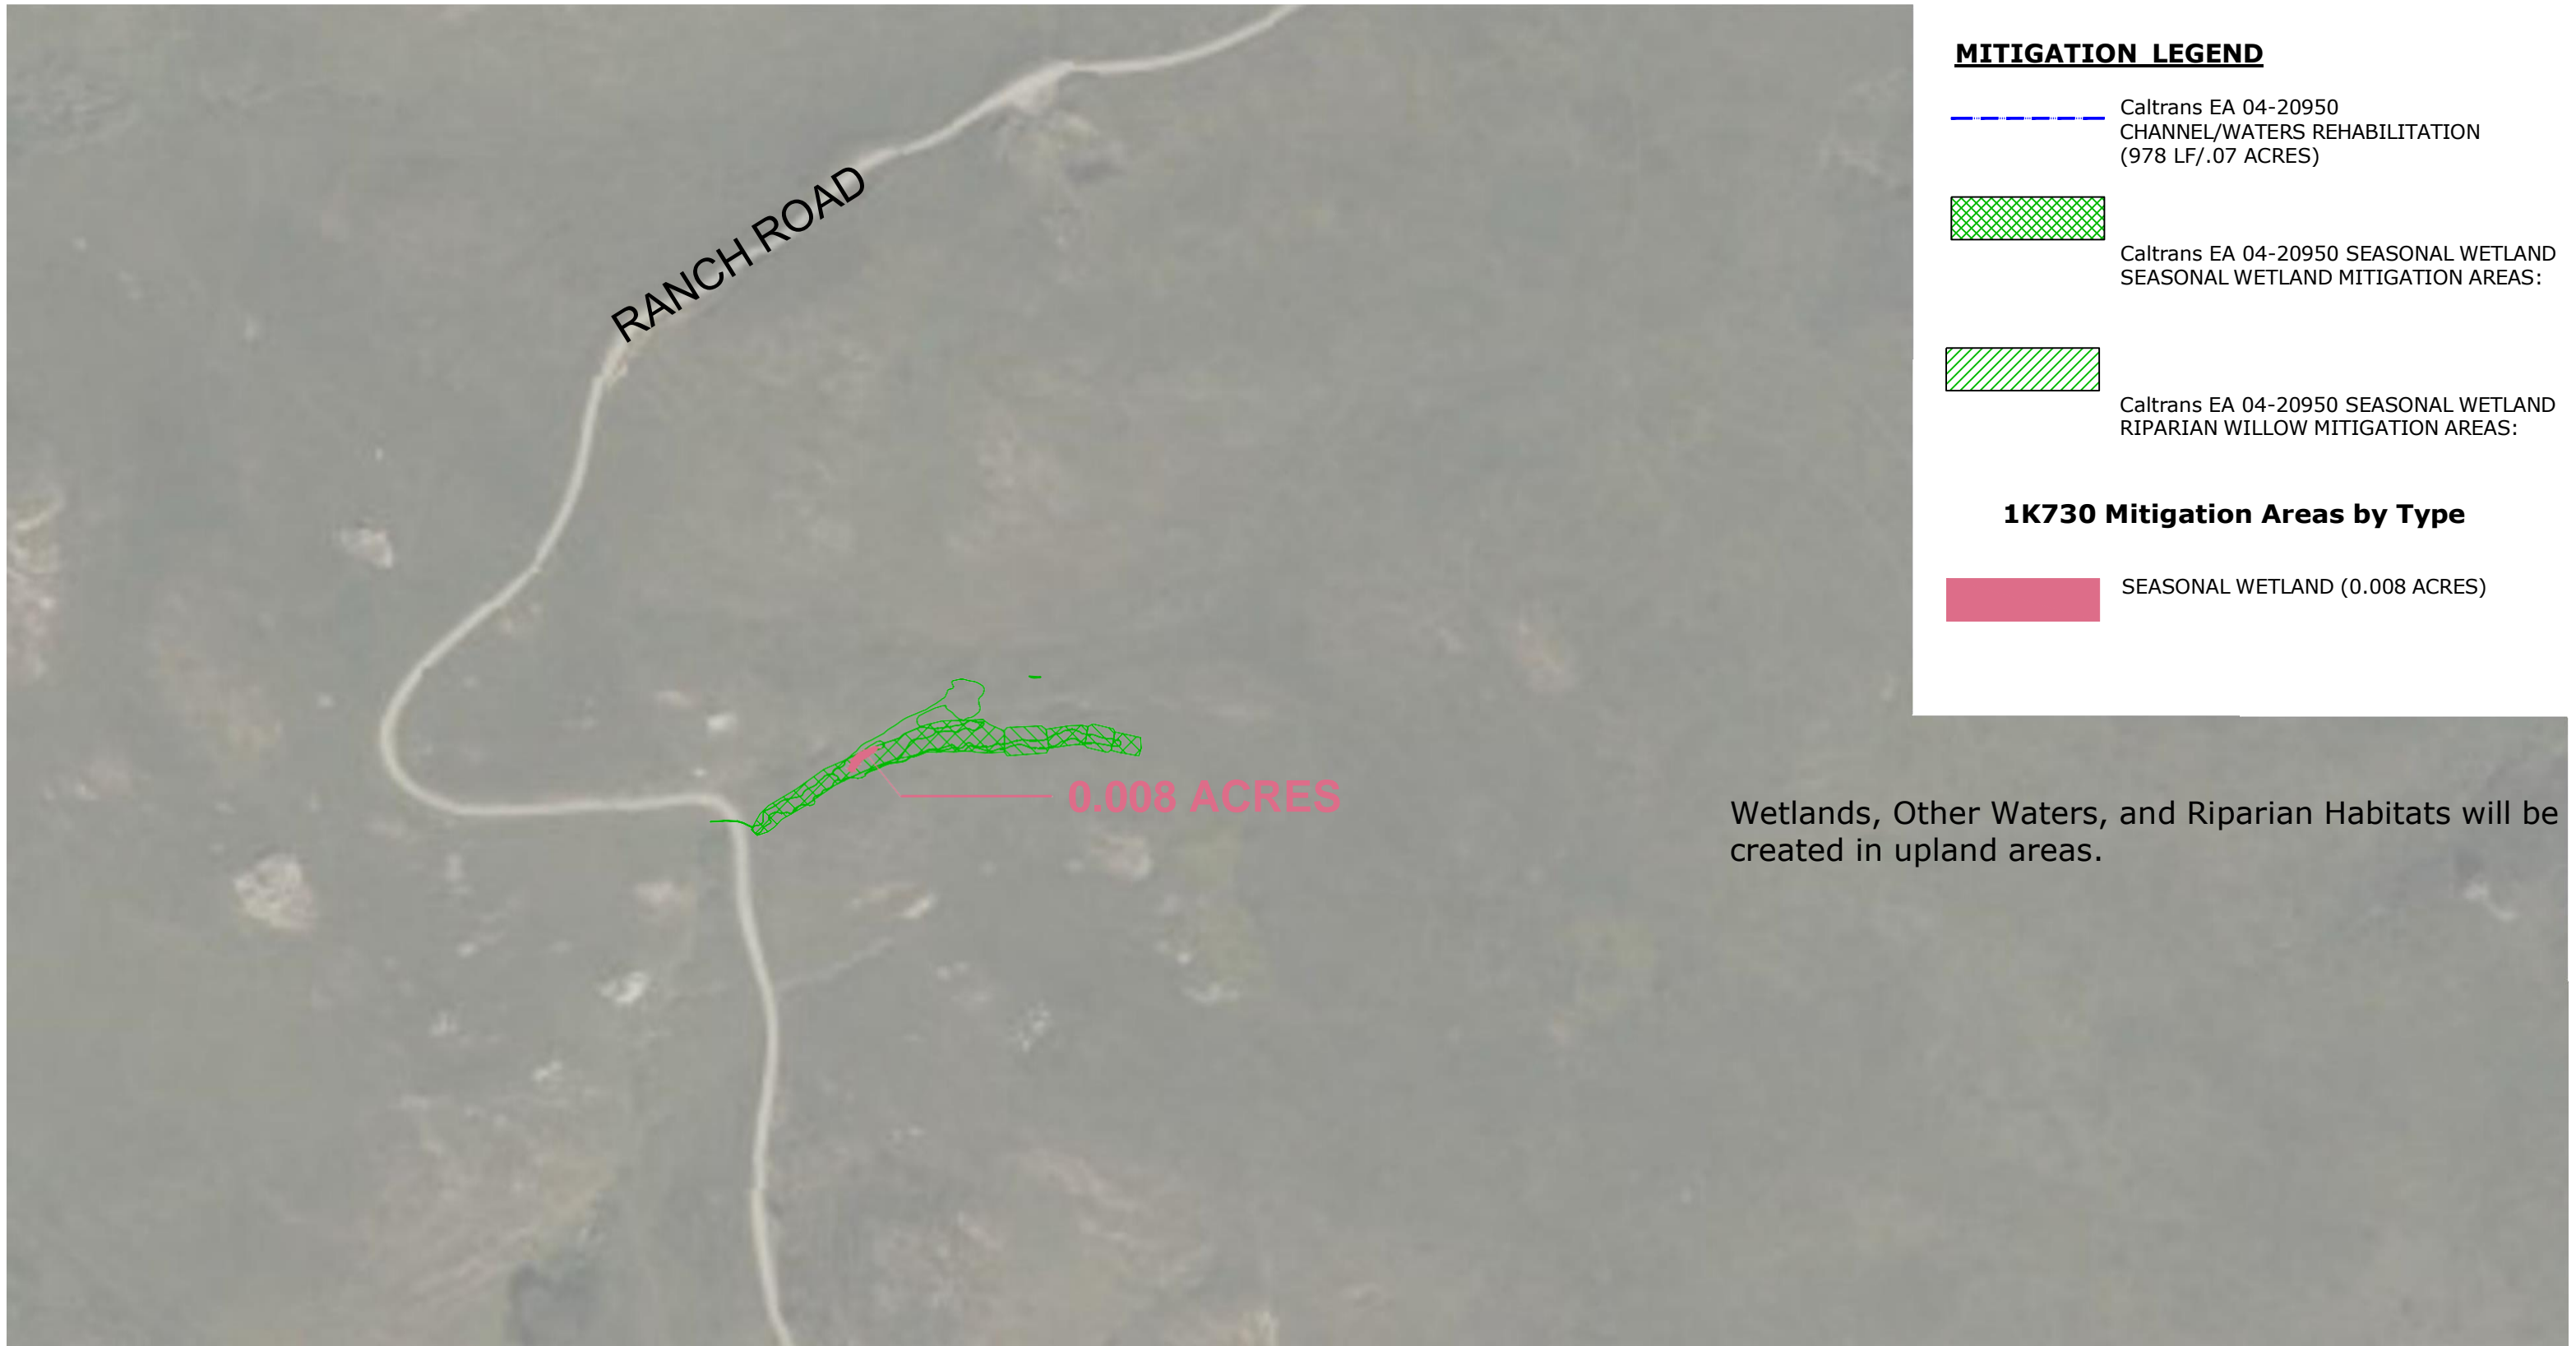 MITIGATION LEGEND
Caltrans EA 04-20950
CHANNEL/WATERS REHABILITATION
(978 LF/.07 ACRES)
Caltrans EA 04-20950 SEASONAL WETLAND
SEASONAL WETLAND MITIGATION AREAS:
Caltrans EA 04-20950 SEASONAL WETLAND
RIPARIAN WILLOW MITIGATION AREAS:
1K730 Mitigation Areas by Type
SEASONAL WETLAND (0.008 ACRES)
RANCH ROAD
0.008 ACRES
Wetlands, Other Waters, and Riparian Habitats will be
created in upland areas.